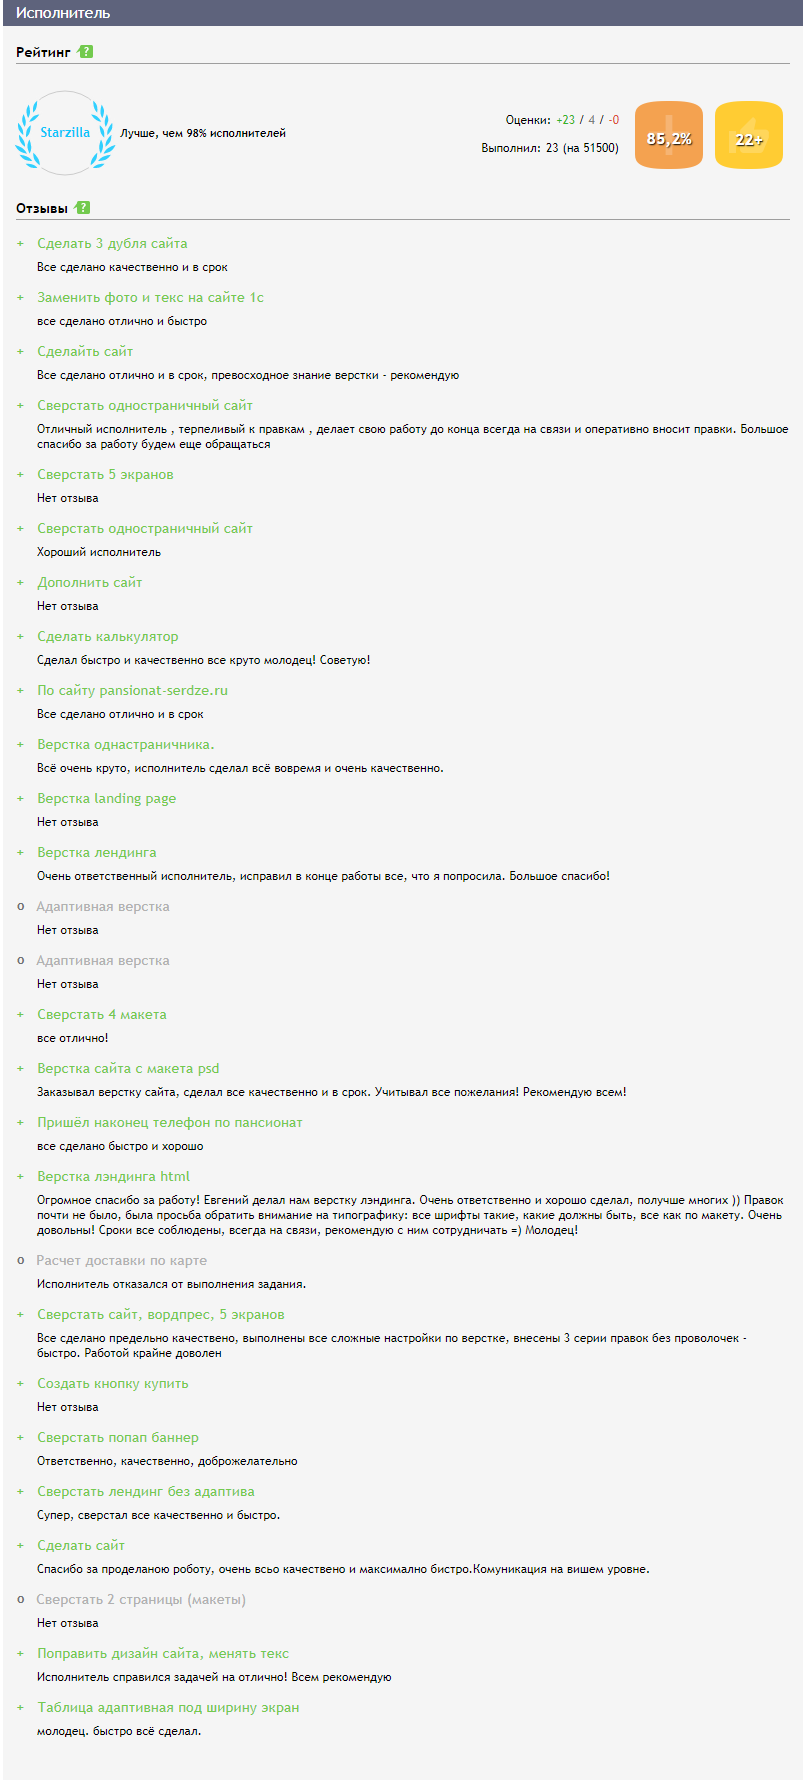 Исполнитель
Рейтинг ?
Starzilla
Лучше, чем 98% исполнителей
Оценки: +23 / 4 / -0
Выполнил: 23 (на 51500)
85,2%
22+
Отзывы ?
+ Сделать 3 дубля сайта
Все сделано качественно и в срок
+ Заменить фото и текс на сайте 1с
все сделано отлично и быстро
+ Сделайть сайт
Все сделано отлично и в срок, превосходное знание верстки - рекомендую
+ Сверстать одностраничный сайт
Отличный исполнитель , терпеливый к правкам , делает свою работу до конца всегда на связи и оперативно вносит правки. Большое
спасибо за работу будем еще обращаться
+ Сверстать 5 экранов
Нет отзыва
+ Сверстать одностраничный сайт
Хороший исполнитель
+ Дополнить сайт
Нет отзыва
+ Сделать калькулятор
Сделал быстро и качественно все круто молодец! Советую!
+ По сайту pansionat-serdze.ru
Все сделано отлично и в срок
+ Верстка однастраничника.
Всё очень круто, исполнитель сделал всё вовремя и очень качественно.
+ Верстка landing page
Нет отзыва
+ Верстка лендинга
Очень ответственный исполнитель, исправил в конце работы все, что я попросила. Большое спасибо!
о Адаптивная верстка
Нет отзыва
о Адаптивная верстка
Нет отзыва
+ Сверстать 4 макета
все отлично!
+ Верстка сайта с макета psd
Заказывал верстку сайта, сделал все качественно и в срок. Учитывал все пожелания! Рекомендую всем!
+ Пришёл наконец телефон по пансионат
все сделано быстро и хорошо
+ Верстка лэндинга html
Огромное спасибо за работу! Евгений делал нам верстку лэндинга. Очень ответственно и хорошо сделал, получше многих )) Правок
почти не было, была просьба обратить внимание на типографику: все шрифты такие, какие должны быть, все как по макету. Очень
довольны! Сроки все соблюдены, всегда на связи, рекомендую с ним сотрудничать =) Молодец!
о Расчет доставки по карте
Исполнитель отказался от выполнения задания.
+ Сверстать сайт, вордпрес, 5 экранов
Все сделано предельно качествено, выполнены все сложные настройки по верстке, внесены 3 серии правок без проволочек -
быстро. Работой крайне доволен
+ Создать кнопку купить
Нет отзыва
+ Сверстать попап баннер
Ответственно, качественно, доброжелательно
+ Сверстать лендинг без адаптива
Супер, сверстал все качественно и быстро.
+ Сделать сайт
Спасибо за проделаною роботу, очень всьо качествено и максимално бистро.Комуникация на вишем уровне.
о Сверстать 2 страницы (макеты)
Нет отзыва
+ Поправить дизайн сайта, менять текс
Исполнитель справился задачей на отлично! Всем рекомендую
+ Таблица адаптивная под ширину экран
молодец. быстро всё сделал.